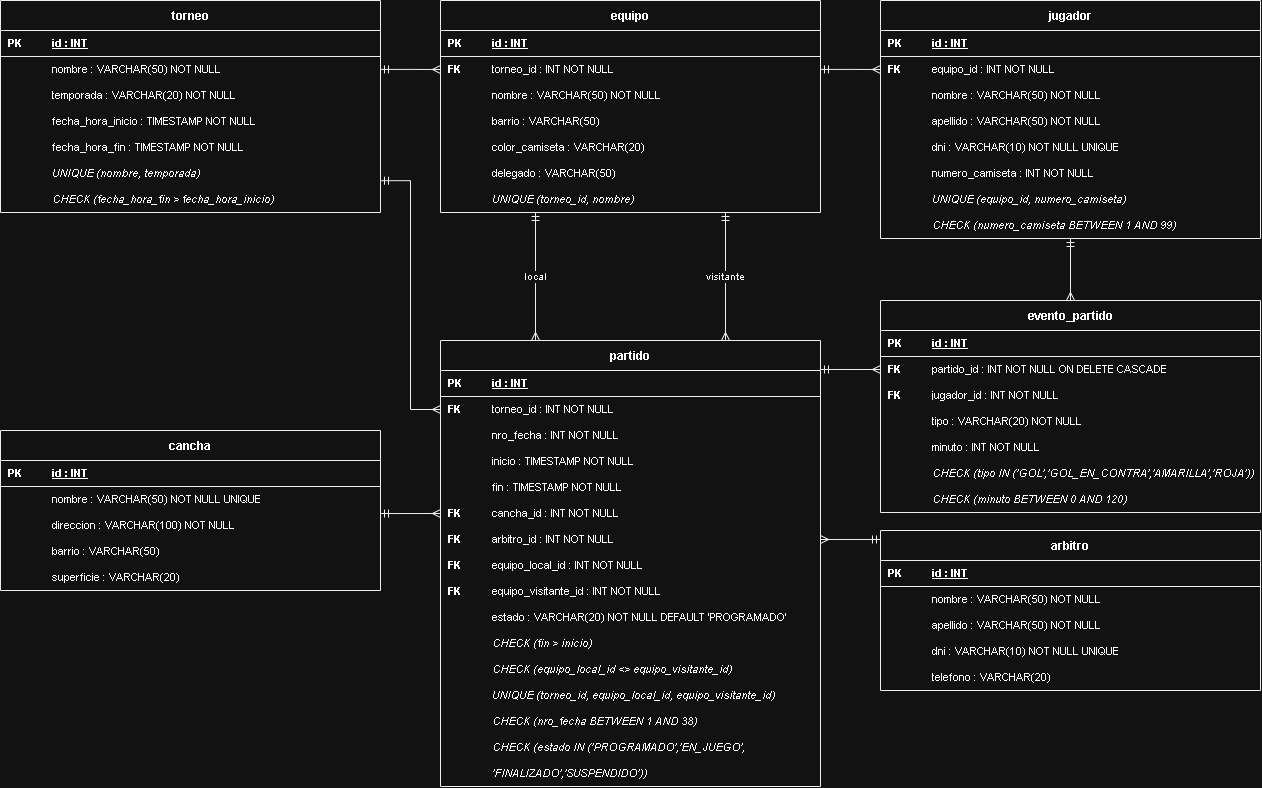 torneo
PK id : INT
nombre : VARCHAR(50) NOT NULL
temporada : VARCHAR(20) NOT NULL
fecha_hora_inicio : TIMESTAMP NOT NULL
fecha_hora_fin : TIMESTAMP NOT NULL
UNIQUE (nombre, temporada)
CHECK (fecha_hora_fin > fecha_hora_inicio)
equipo
PK id : INT
FK torneo_id : INT NOT NULL
nombre : VARCHAR(50) NOT NULL
barrio : VARCHAR(50)
color_camiseta : VARCHAR(20)
delegado : VARCHAR(50)
UNIQUE (torneo_id, nombre)
jugador
PK id : INT
FK equipo_id : INT NOT NULL
nombre : VARCHAR(50) NOT NULL
apellido : VARCHAR(50) NOT NULL
dni : VARCHAR(10) NOT NULL UNIQUE
numero_camiseta : INT NOT NULL
UNIQUE (equipo_id, numero_camiseta)
CHECK (numero_camiseta BETWEEN 1 AND 99)
local
visitante
cancha
PK id : INT
nombre : VARCHAR(50) NOT NULL UNIQUE
direccion : VARCHAR(100) NOT NULL
barrio : VARCHAR(50)
superficie : VARCHAR(20)
partido
PK id : INT
FK torneo_id : INT NOT NULL
nro_fecha : INT NOT NULL
inicio : TIMESTAMP NOT NULL
fin : TIMESTAMP NOT NULL
FK cancha_id : INT NOT NULL
FK arbitro_id : INT NOT NULL
FK equipo_local_id : INT NOT NULL
FK equipo_visitante_id : INT NOT NULL
estado : VARCHAR(20) NOT NULL DEFAULT 'PROGRAMADO'
CHECK (fin > inicio)
CHECK (equipo_local_id <> equipo_visitante_id)
UNIQUE (torneo_id, equipo_local_id, equipo_visitante_id)
CHECK (nro_fecha BETWEEN 1 AND 38)
CHECK (estado IN ('PROGRAMADO','EN_JUEGO',
'FINALIZADO','SUSPENDIDO'))
evento_partido
PK id : INT
FK partido_id : INT NOT NULL ON DELETE CASCADE
FK jugador_id : INT NOT NULL
tipo : VARCHAR(20) NOT NULL
minuto : INT NOT NULL
CHECK (tipo IN ('GOL','GOL_EN_CONTRA','AMARILLA','ROJA'))
CHECK (minuto BETWEEN 0 AND 120)
arbitro
PK id : INT
nombre : VARCHAR(50) NOT NULL
apellido : VARCHAR(50) NOT NULL
dni : VARCHAR(10) NOT NULL UNIQUE
telefono : VARCHAR(20)